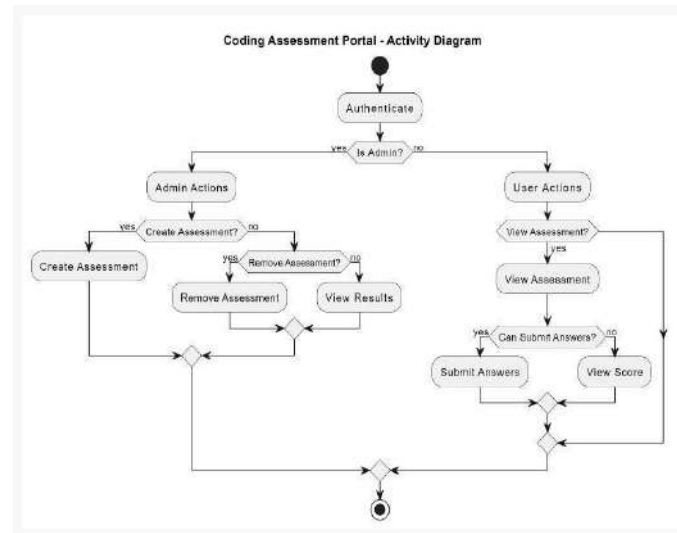 Coding Assessment Portal - Activity Diagram
Authenticate
yes Is Admin? no
Admin Actions User Actions
yes Create Assessment? no View Assessment?
yes
Create Assessment yes Remove Assessment? no View Assessment
Remove Assessment View Results
yes Can Submit Answers? no
Submit Answers View Score